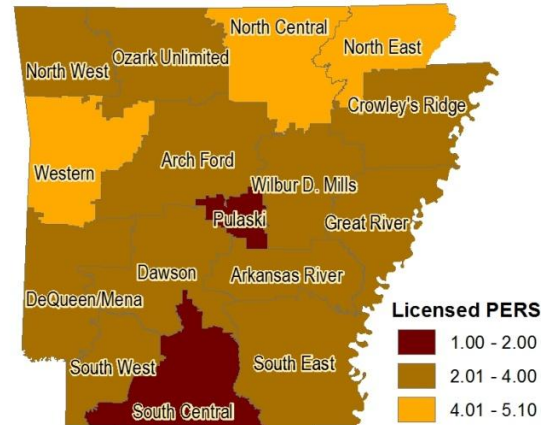 North Central
North East
Ozark Unlimited
North West
Crowley's Ridge
Arch Ford
Western
Wilbur D. Mills
Pulaski
Great River
Dawson
Arkansas River
DeQueen/Mena
Licensed PERS
1.00 - 2.00
2.01 - 4.00
4.01 - 5.10
South West
South East
South Central